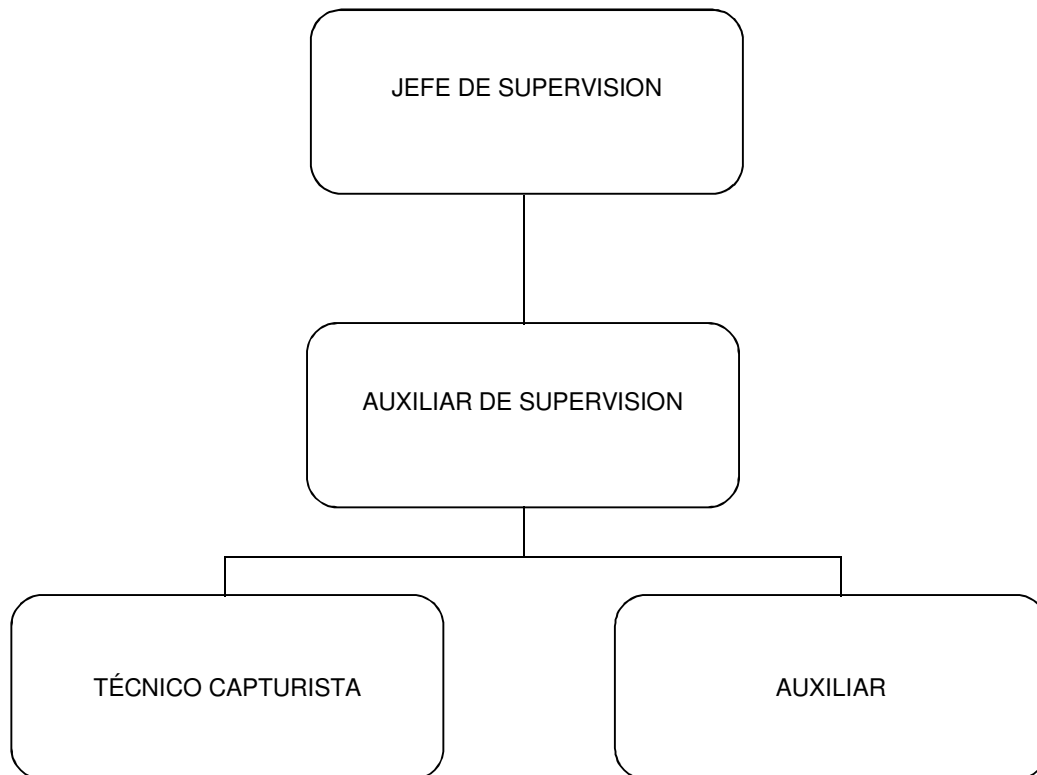 JEFE DE SUPERVISION
AUXILIAR DE SUPERVISION
TÉCNICO CAPTURISTA
AUXILIAR